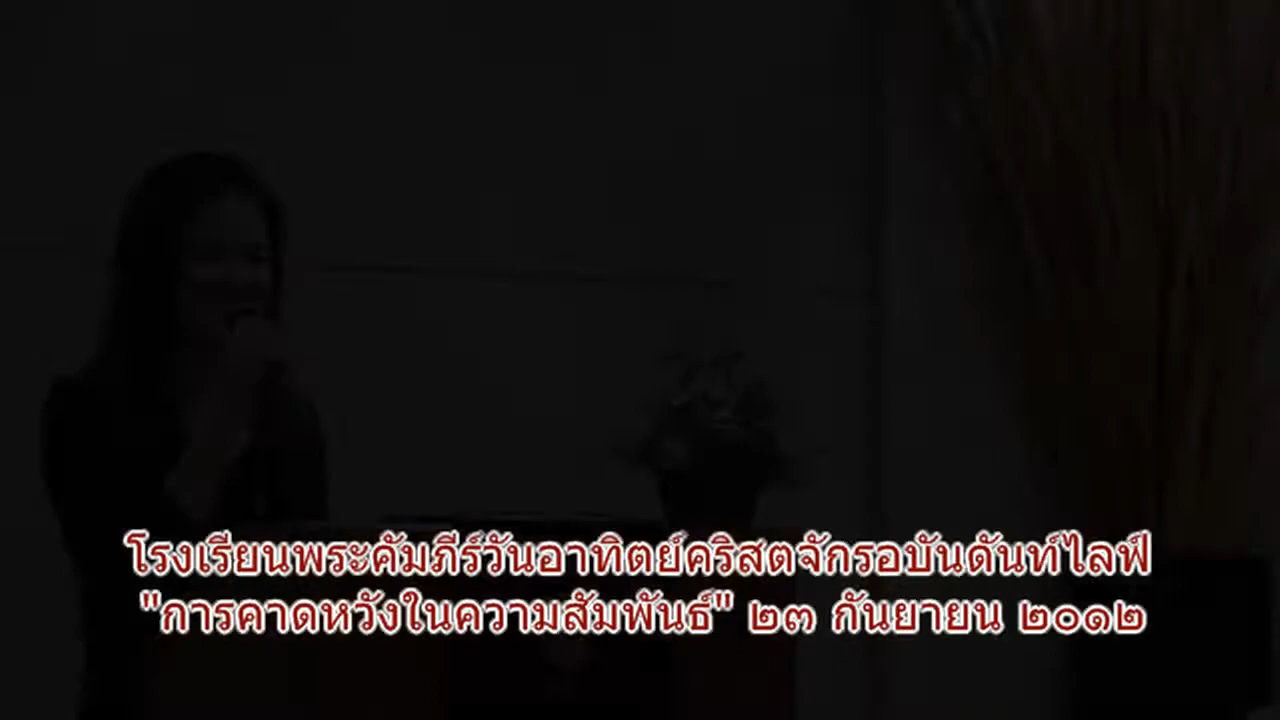 โรงเรียนพระคัมภีร์วันอาทิตย์คริสตจักรอบันดันท์ไลฟ์
"การคาดหวังในความสัมพันธ์" ๒๓ กันยายน ๒๐๑๒